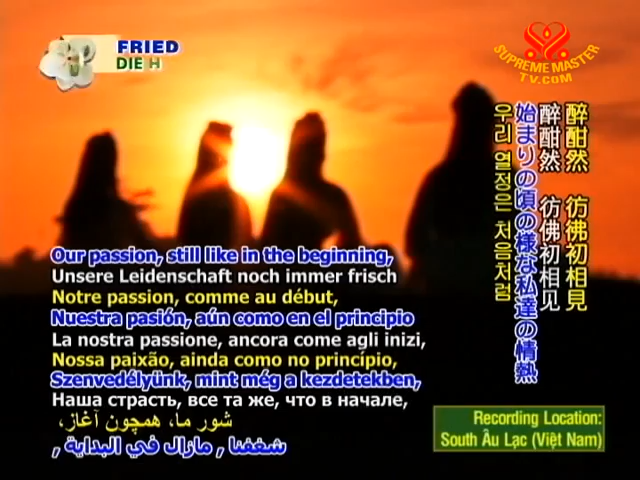 FRIED
DIE H
SUPREME MASTER
TV.COM
醉酣然 彷彿初相見
醉酣然 彷佛初相见
始まりの頃の様な私達の情熱
우리 열정은 처음처럼
Our passion, still like in the beginning,
Unsere Leidenschaft noch immer frisch
Notre passion, comme au début,
Nuestra pasión, aún como en el principio
La nostra passione, ancora come agli inizi,
Nossa paixão, ainda como no princípio,
Szenvedélyünk, mint még a kezdetekben,
Наша страсть, все та же, что в начале,
شور ما، همچون آغاز،
شغفنا , مازال في البداية ,
Recording Location:
South Âu Lạc (Việt Nam)